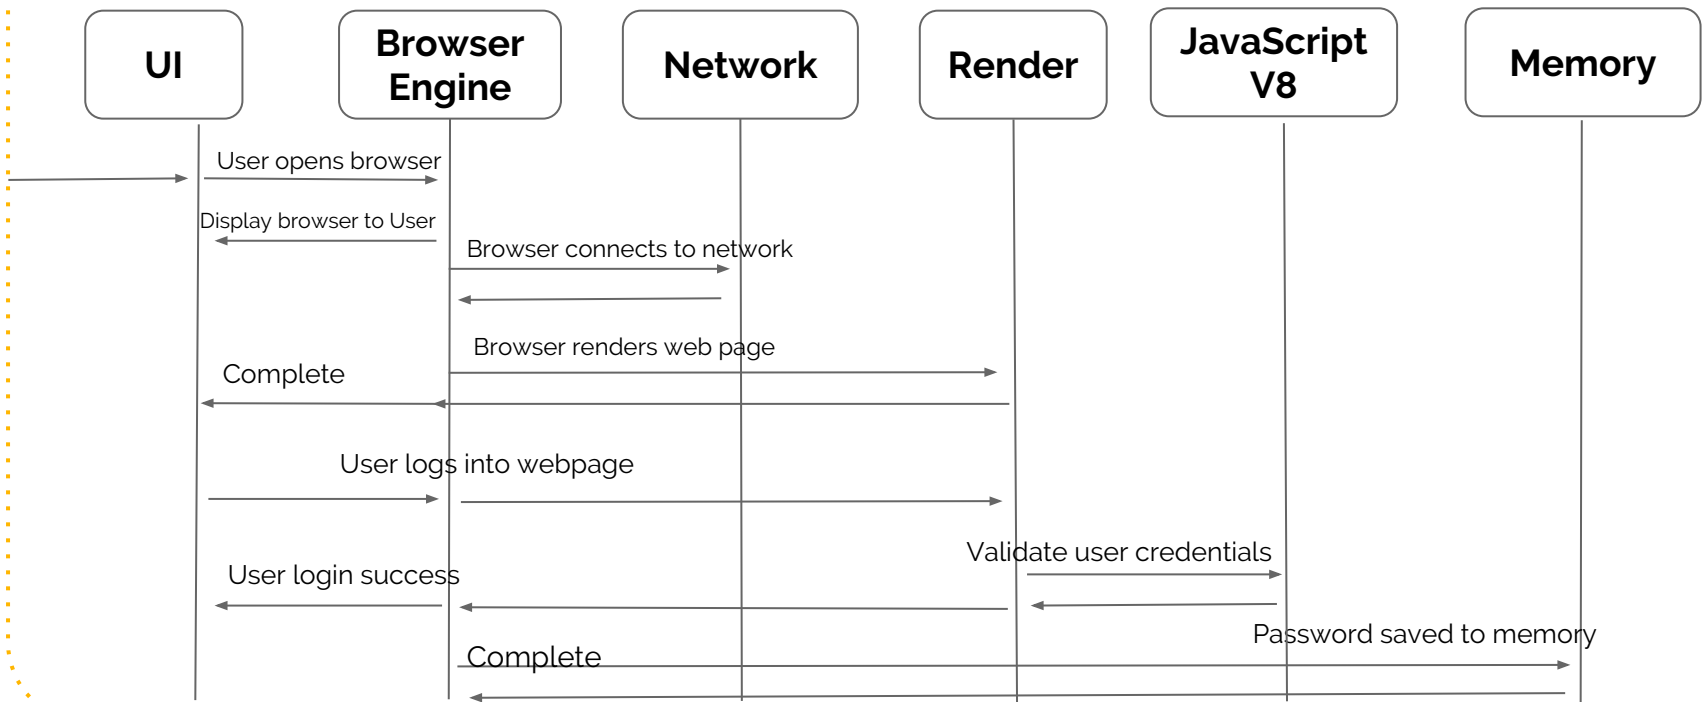 UI
Browser
Engine
Network
Render
JavaScript
V8
Memory
User opens browser
Display browser to User
Browser connects to network
Browser renders web page
Complete
User logs into webpage
Validate user credentials
User login success
Password saved to memory
Complete